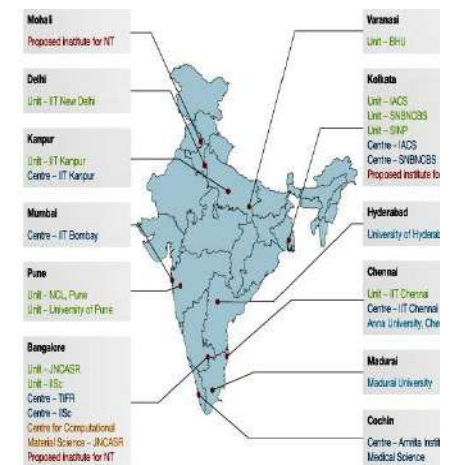 Mohali
Proposed institute for NT
Delhi
Unit – IIT New Delhi
Kanpur
Unit – IIT Kanpur
Centre – IIT Kanpur
Mumbai
Centre – IIT Bombay
Pune
Unit – NCL, Pune
Unit – University of Pune
Bangalore
Unit – JNCASR
Unit – IISc
Centre – TIFR
Centre – IISc
Centre for Computational
Material Science – JNCASR
Proposed institute for NT
Varanasi
Unit – BHU
Kolkata
Unit – IACS
Unit – SNBNCBS
Unit – SINP
Centre – IACS
Centre – SNBNCBS
Proposed institute fo
Hyderabad
University of Hyderab
Chennai
Unit – IIT Chennai
Centre – IIT Chennai
Anna University, Che
Madurai
Madurai University
Cochin
Centre – Amrita Instit
Medical Science